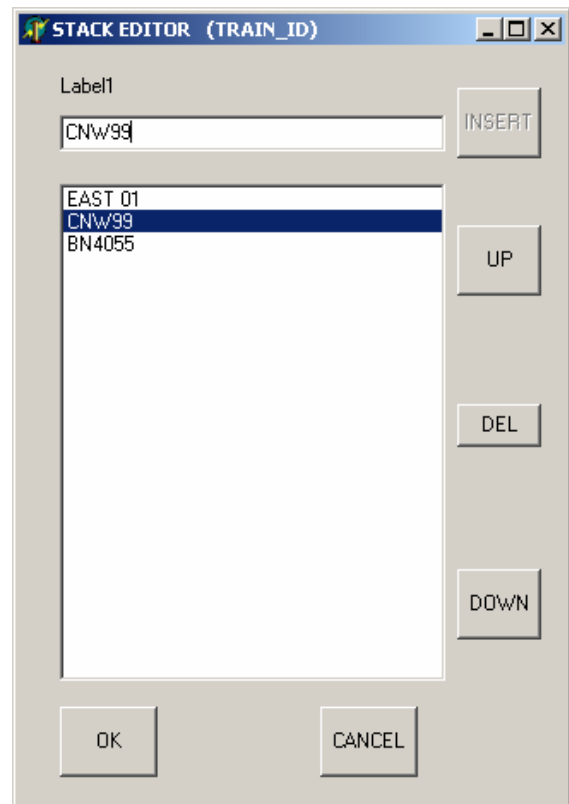 STACK EDITOR (TRAIN_ID)
Label1
CNW99
INSERT
EAST 01
CNW99
BN4055
UP
DEL
DOWN
OK
CANCEL